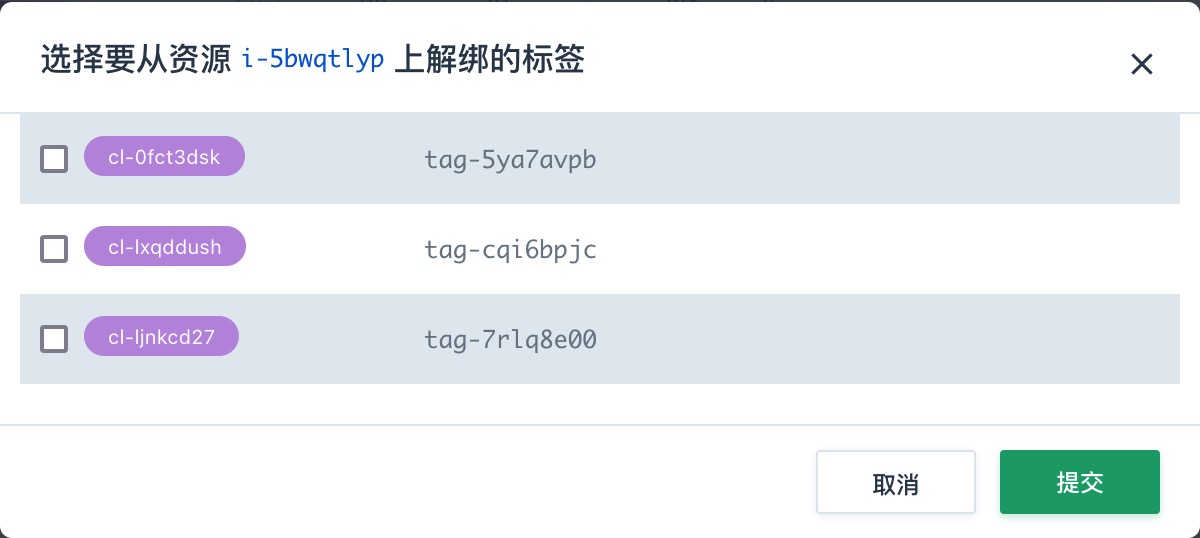 选择要从资源 i-5bwqtlyp 上解绑的标签
cl-0fct3dsk tag-5ya7avpb
cl-lxqddush tag-cqi6bpjc
cl-ljnkcd27 tag-7rlq8e00
取消 提交